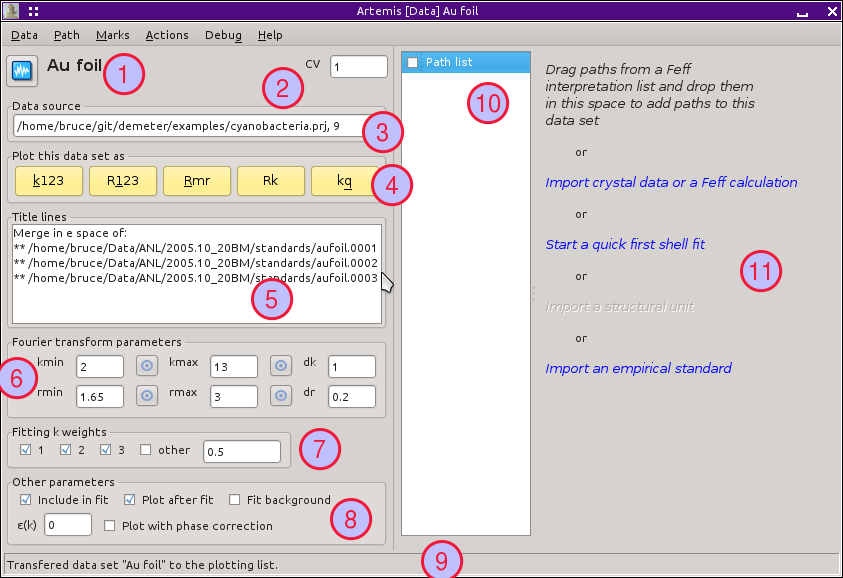 Artemis [Data] Au foil
Data Path Marks Actions Debug Help
Au foil
1
CV 1
2
Data source
/home/bruce/git/demeter/examples/cyanobacteria.prj, 9
3
Plot this data set as
k123 R123 Rmr Rk kq
4
Title lines
Merge in e space of:
** /home/bruce/Data/ANL/2005.10_20BM/standards/aufoil.0001
** /home/bruce/Data/ANL/2005.10_20BM/standards/aufoil.0002
** /home/bruce/Data/ANL/2005.10_20BM/standards/aufoil.0003
5
Fourier transform parameters
kmin 2 kmax 13 dk 1
6
rmin 1.65 rmax 3 dr 0.2
Fitting k weights
1 2 3 other 0.5
7
Other parameters
Include in fit Plot after fit Fit background
ε(k) 0 Plot with phase correction
8
Path list
10
Drag paths from a Feff
interpretation list and drop them
in this space to add paths to this
data set
or
Import crystal data or a Feff calculation
or
Start a quick first shell fit
11
or
Import a structural unit
or
Import an empirical standard
Transfered data set "Au foil" to the plotting list.
9